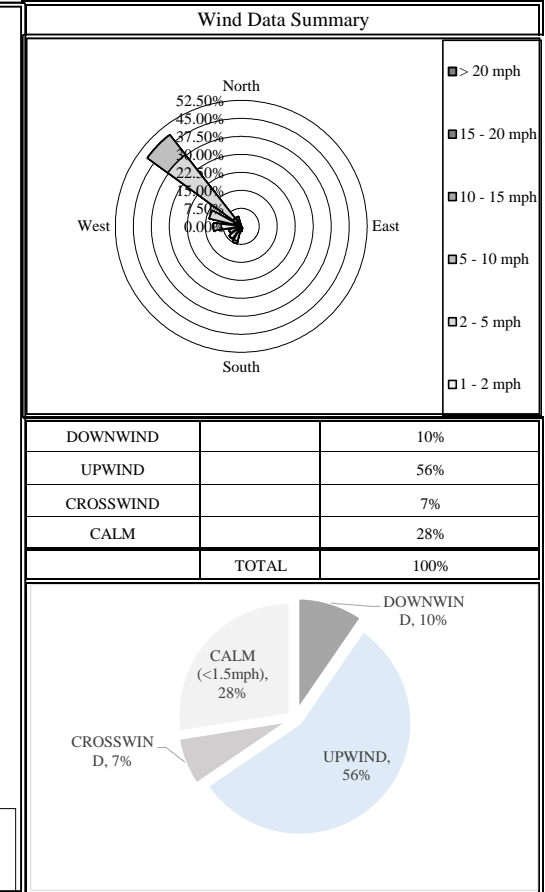 Wind Data Summary
North
52.50%
45.00%
37.50%
30.00%
22.50%
15.00%
7.50%
0.00%
West
East
South
> 20 mph
15 - 20 mph
10 - 15 mph
5 - 10 mph
2 - 5 mph
1 - 2 mph
DOWNWIND 10%
UPWIND 56%
CROSSWIND 7%
CALM 28%
TOTAL 100%
DOWNWIN
D, 10%
CALM
(<1.5mph),
28%
CROSSWIN
D, 7%
UPWIND,
56%